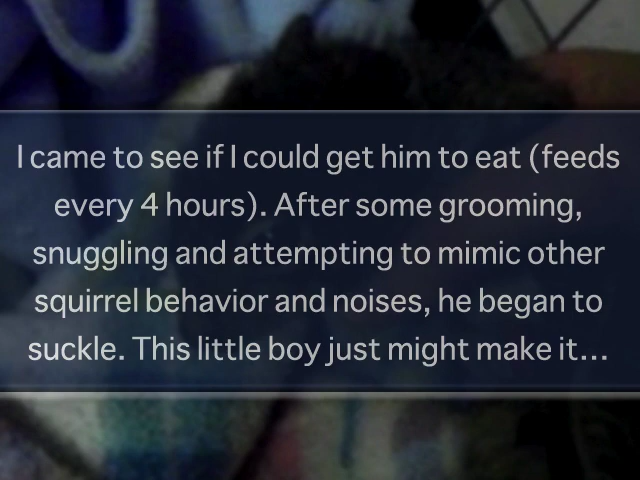 I came to see if I could get him to eat (feeds
every 4 hours). After some grooming,
snuggling and attempting to mimic other
squirrel behavior and noises, he began to
suckle. This little boy just might make it...